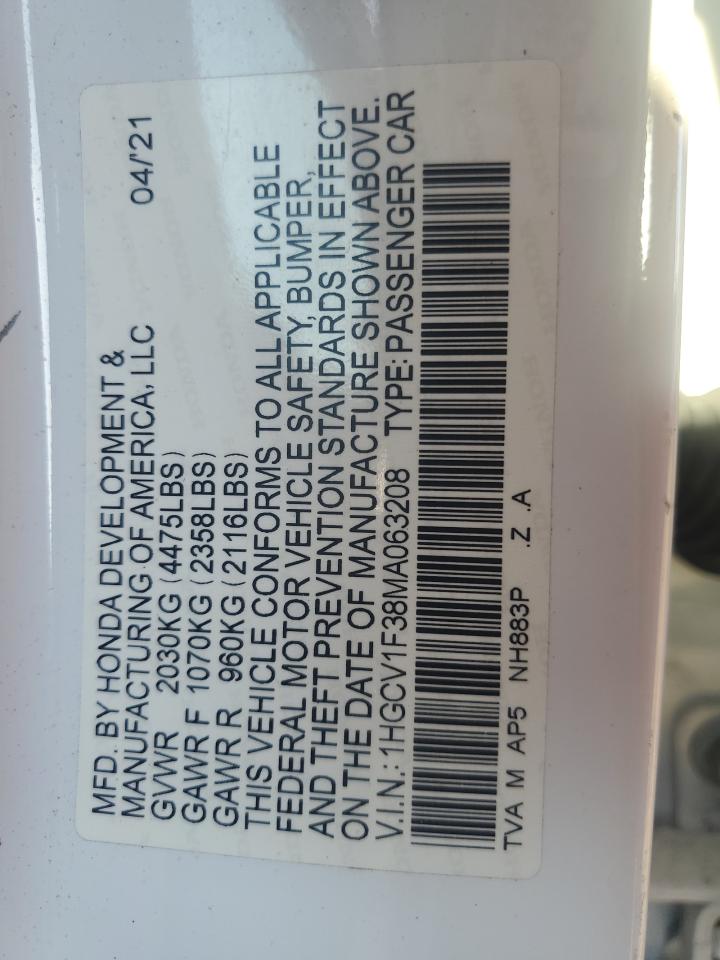 MFD. BY HONDA DEVELOPMENT & 04/'21
MANUFACTURING OF AMERICA, LLC
GVWR 2030KG (4475LBS)
GAWR F 1070KG (2358LBS)
GAWR R 960KG (2116LBS)
THIS VEHICLE CONFORMS TO ALL APPLICABLE
FEDERAL MOTOR VEHICLE SAFETY, BUMPER,
AND THEFT PREVENTION STANDARDS IN EFFECT
ON THE DATE OF MANUFACTURE SHOWN ABOVE.
V.I.N.: 1HGCV1F38MA063208 TYPE: PASSENGER CAR
TVA M AP5 NH883P .Z .A